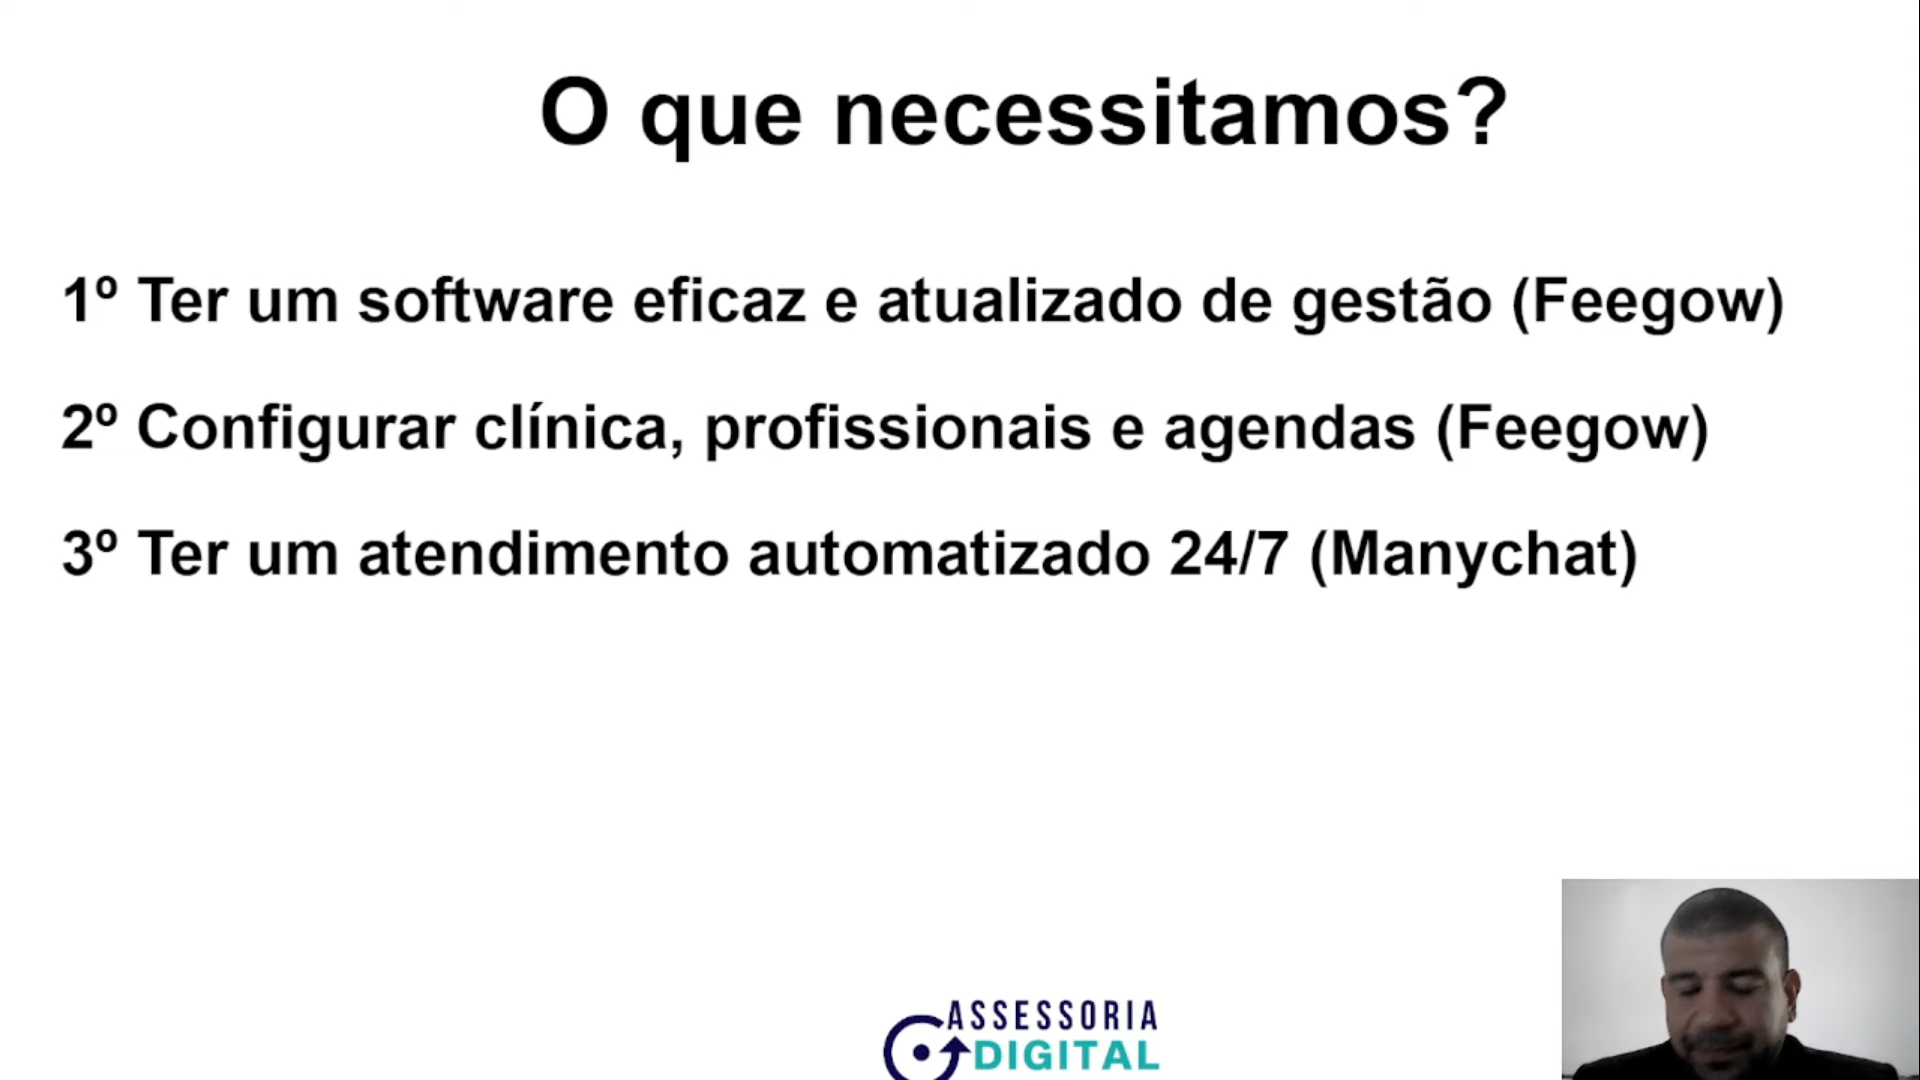 O que necessitamos?
1º Ter um software eficaz e atualizado de gestão (Feegow)
2º Configurar clínica, profissionais e agendas (Feegow)
3º Ter um atendimento automatizado 24/7 (Manychat)
ASSESSORIA
DIGITAL